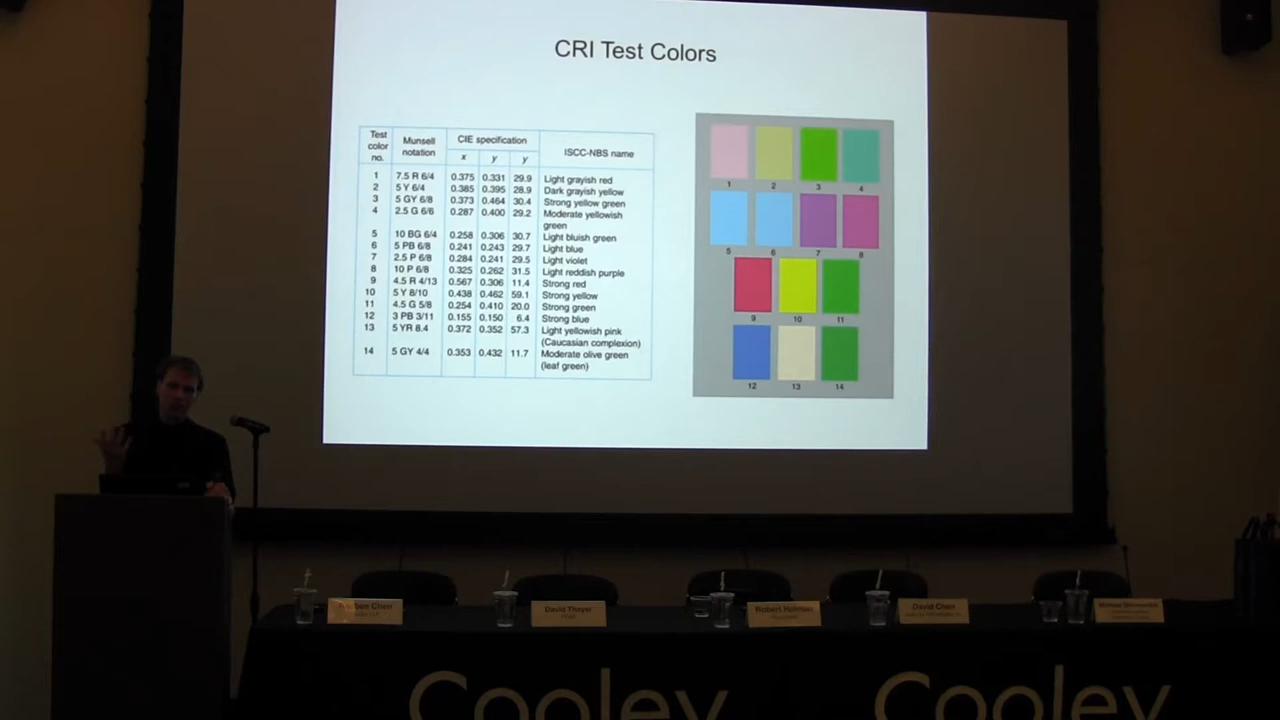 CRI Test Colors
Test color no. Munsell notation CIE specification x y y ISCC-NBS name
1 7.5 R 6/4 0.375 0.331 29.9 Light grayish red
2 5 Y 6/4 0.385 0.395 28.9 Dark grayish yellow
3 5 GY 6/8 0.373 0.464 30.4 Strong yellow green
4 2.5 G 6/6 0.287 0.400 29.2 Moderate yellowish
green
5 10 BG 6/4 0.258 0.306 30.7 Light bluish green
6 5 PB 6/8 0.241 0.243 29.7 Light blue
7 2.5 P 6/8 0.284 0.241 29.5 Light violet
8 10 P 6/8 0.325 0.262 31.5 Light reddish purple
9 4.5 R 4/13 0.567 0.306 11.4 Strong red
10 5 Y 8/10 0.438 0.462 59.1 Strong yellow
11 4.5 G 5/8 0.254 0.410 20.0 Strong green
12 3 PB 3/11 0.155 0.150 6.4 Strong blue
13 5 YR 8.4 0.372 0.352 57.3 Light yellowish pink
(Caucasian complexion)
14 5 GY 4/4 0.353 0.432 11.7 Moderate olive green
(leaf green)
1 2 3 4
5 6 7 8
9 10 11
12 13 14
Reuben Chen
David Thayer
Robert Holman
David Chen
Cooley Cooley